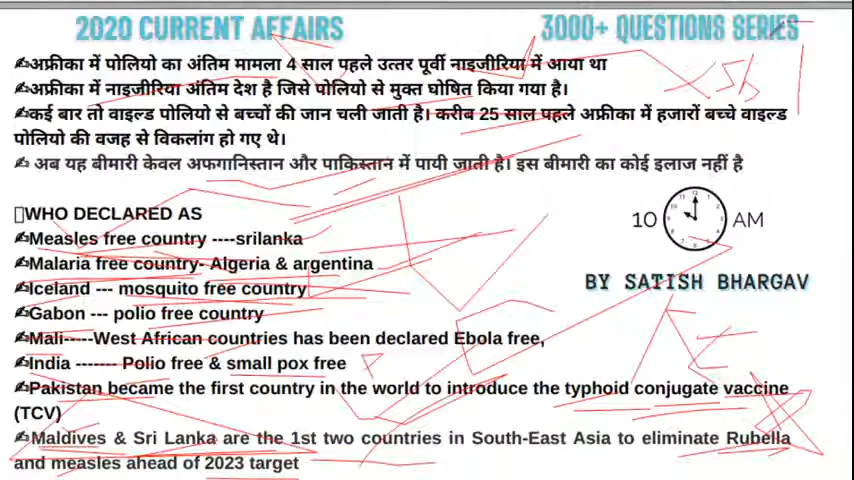 2020 CURRENT AFFAIRS
3000+ QUESTIONS SERIES
✍अफ्रीका में पोलियो का अंतिम मामला 4 साल पहले उत्तर पूर्वी नाइजीरिया में आया था
✍अफ्रीका में नाइजीरिया अंतिम देश है जिसे पोलियो से मुक्त घोषित किया गया है।
✍कई बार तो वाइल्ड पोलियो से बच्चों की जान चली जाती है। करीब 25 साल पहले अफ्रीका में हजारों बच्चे वाइल्ड
पोलियो की वजह से विकलांग हो गए थे।
✍ अब यह बीमारी केवल अफगानिस्तान और पाकिस्तान में पायी जाती है। इस बीमारी का कोई इलाज नहीं है
WHO DECLARED AS
✍Measles free country ----srilanka
✍Malaria free country- Algeria & argentina
✍Iceland --- mosquito free country
✍Gabon --- polio free country
✍Mali-----West African countries has been declared Ebola free,
✍India ------- Polio free & small pox free
✍Pakistan became the first country in the world to introduce the typhoid conjugate vaccine
(TCV)
✍Maldives & Sri Lanka are the 1st two countries in South-East Asia to eliminate Rubella
and measles ahead of 2023 target
10 AM
BY SATISH BHARGAV